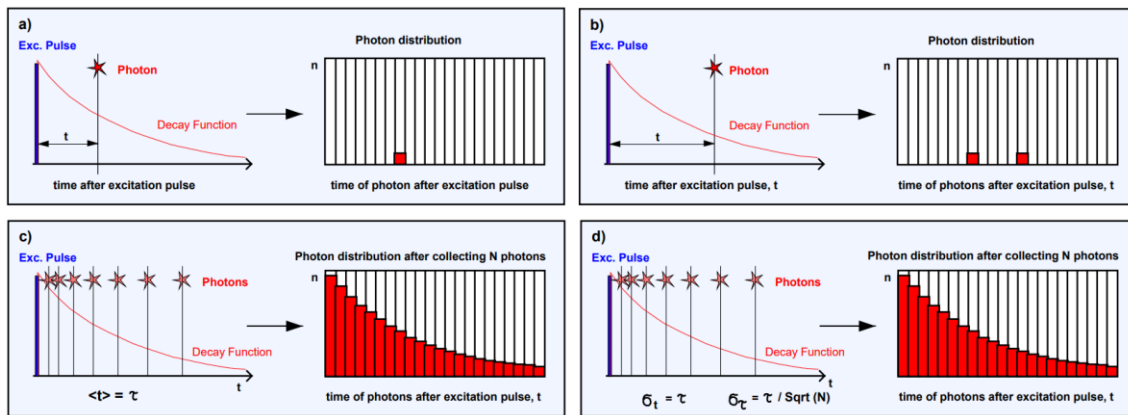 a)
Exc. Pulse
Photon
Decay Function
t
time after excitation pulse
Photon distribution
n
time of photon after excitation pulse
b)
Exc. Pulse
Photon
Decay Function
t
time after excitation pulse, t
Photon distribution
n
time of photons after excitation pulse, t
c)
Exc. Pulse
Photons
Decay Function
t
<t> = τ
Photon distribution after collecting N photons
n
time of photons after excitation pulse, t
d)
Exc. Pulse
Photons
Decay Function
t
σt = τ στ = τ / Sqrt (N)
Photon distribution after collecting N photons
n
time of photons after excitation pulse, t